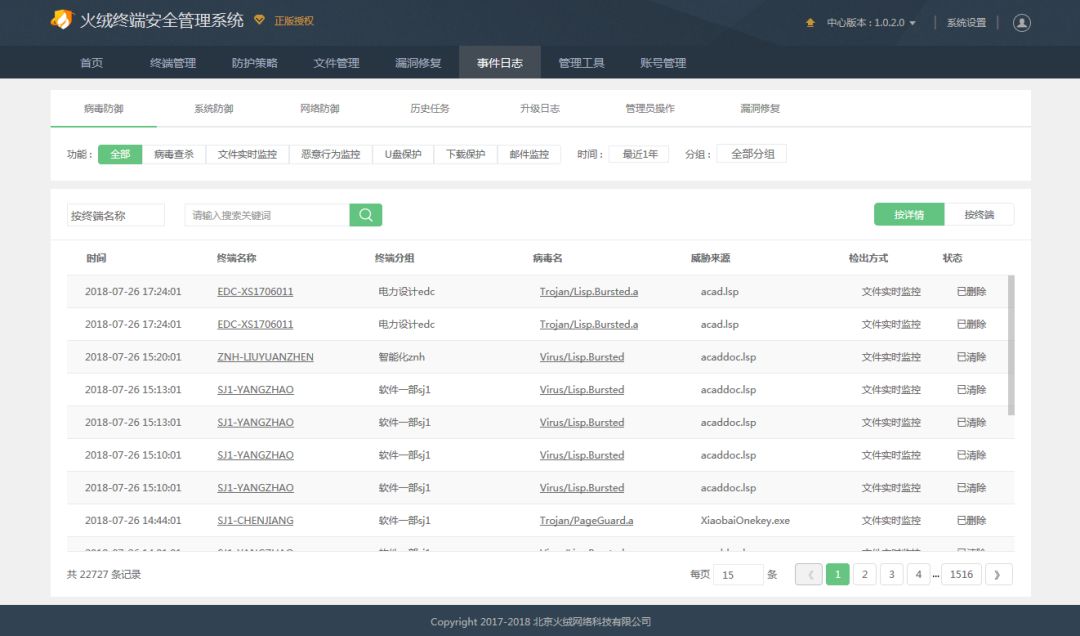 火绒终端安全管理系统 正版授权 中心版本：1.0.2.0 系统设置
首页 终端管理 防护策略 文件管理 漏洞修复 事件日志 管理工具 账号管理
病毒防御 系统防御 网络防御 历史任务 升级日志 管理员操作 漏洞修复
功能： 全部 病毒查杀 文件实时监控 恶意行为监控 U盘保护 下载保护 邮件监控 时间： 最近1年 分组： 全部分组
按终端名称 请输入搜索关键词 按详情 按终端
时间 终端名称 终端分组 病毒名 威胁来源 检出方式 状态
2018-07-26 17:24:01 EDC-XS1706011 电力设计edc Trojan/Lisp.Bursted.a acad.lsp 文件实时监控 已删除
2018-07-26 17:24:01 EDC-XS1706011 电力设计edc Trojan/Lisp.Bursted.a acad.lsp 文件实时监控 已删除
2018-07-26 15:20:01 ZNH-LIUYUANZHEN 智能化znh Virus/Lisp.Bursted acaddoc.lsp 文件实时监控 已清除
2018-07-26 15:13:01 SJ1-YANGZHAO 软件一部sj1 Virus/Lisp.Bursted acaddoc.lsp 文件实时监控 已清除
2018-07-26 15:13:01 SJ1-YANGZHAO 软件一部sj1 Virus/Lisp.Bursted acaddoc.lsp 文件实时监控 已清除
2018-07-26 15:10:01 SJ1-YANGZHAO 软件一部sj1 Virus/Lisp.Bursted acaddoc.lsp 文件实时监控 已清除
2018-07-26 15:10:01 SJ1-YANGZHAO 软件一部sj1 Virus/Lisp.Bursted acaddoc.lsp 文件实时监控 已清除
2018-07-26 14:44:01 SJ1-CHENJIANG 软件一部sj1 Trojan/PageGuard.a XiaobaiOnekey.exe 文件实时监控 已删除
共 22727 条记录 每页 15 条 《 1 2 3 4 ... 1516 》
Copyright 2017-2018 北京火绒网络科技有限公司